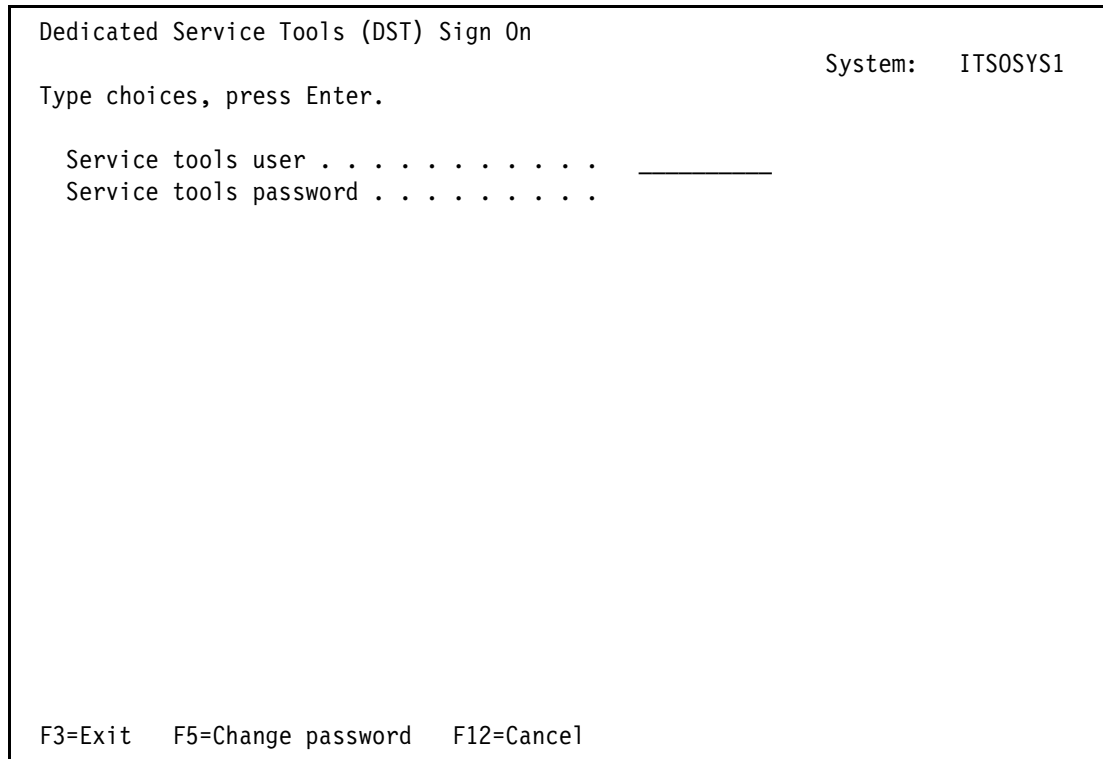 Dedicated Service Tools (DST) Sign On
System: ITSOSYS1
Type choices, press Enter.
Service tools user . . . . . . . . . . . __________
Service tools password . . . . . . . . .
F3=Exit F5=Change password F12=Cancel